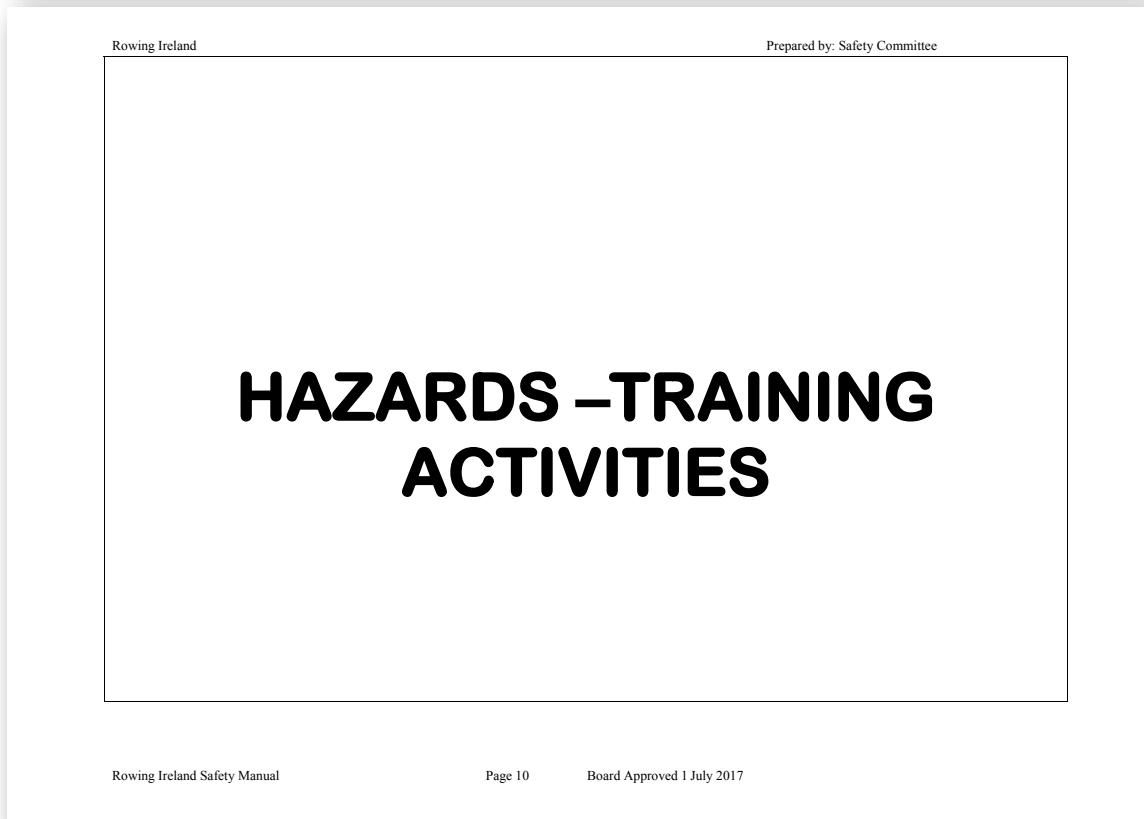 Rowing Ireland Prepared by: Safety Committee
HAZARDS –TRAINING
ACTIVITIES
Rowing Ireland Safety Manual Page 10 Board Approved 1 July 2017